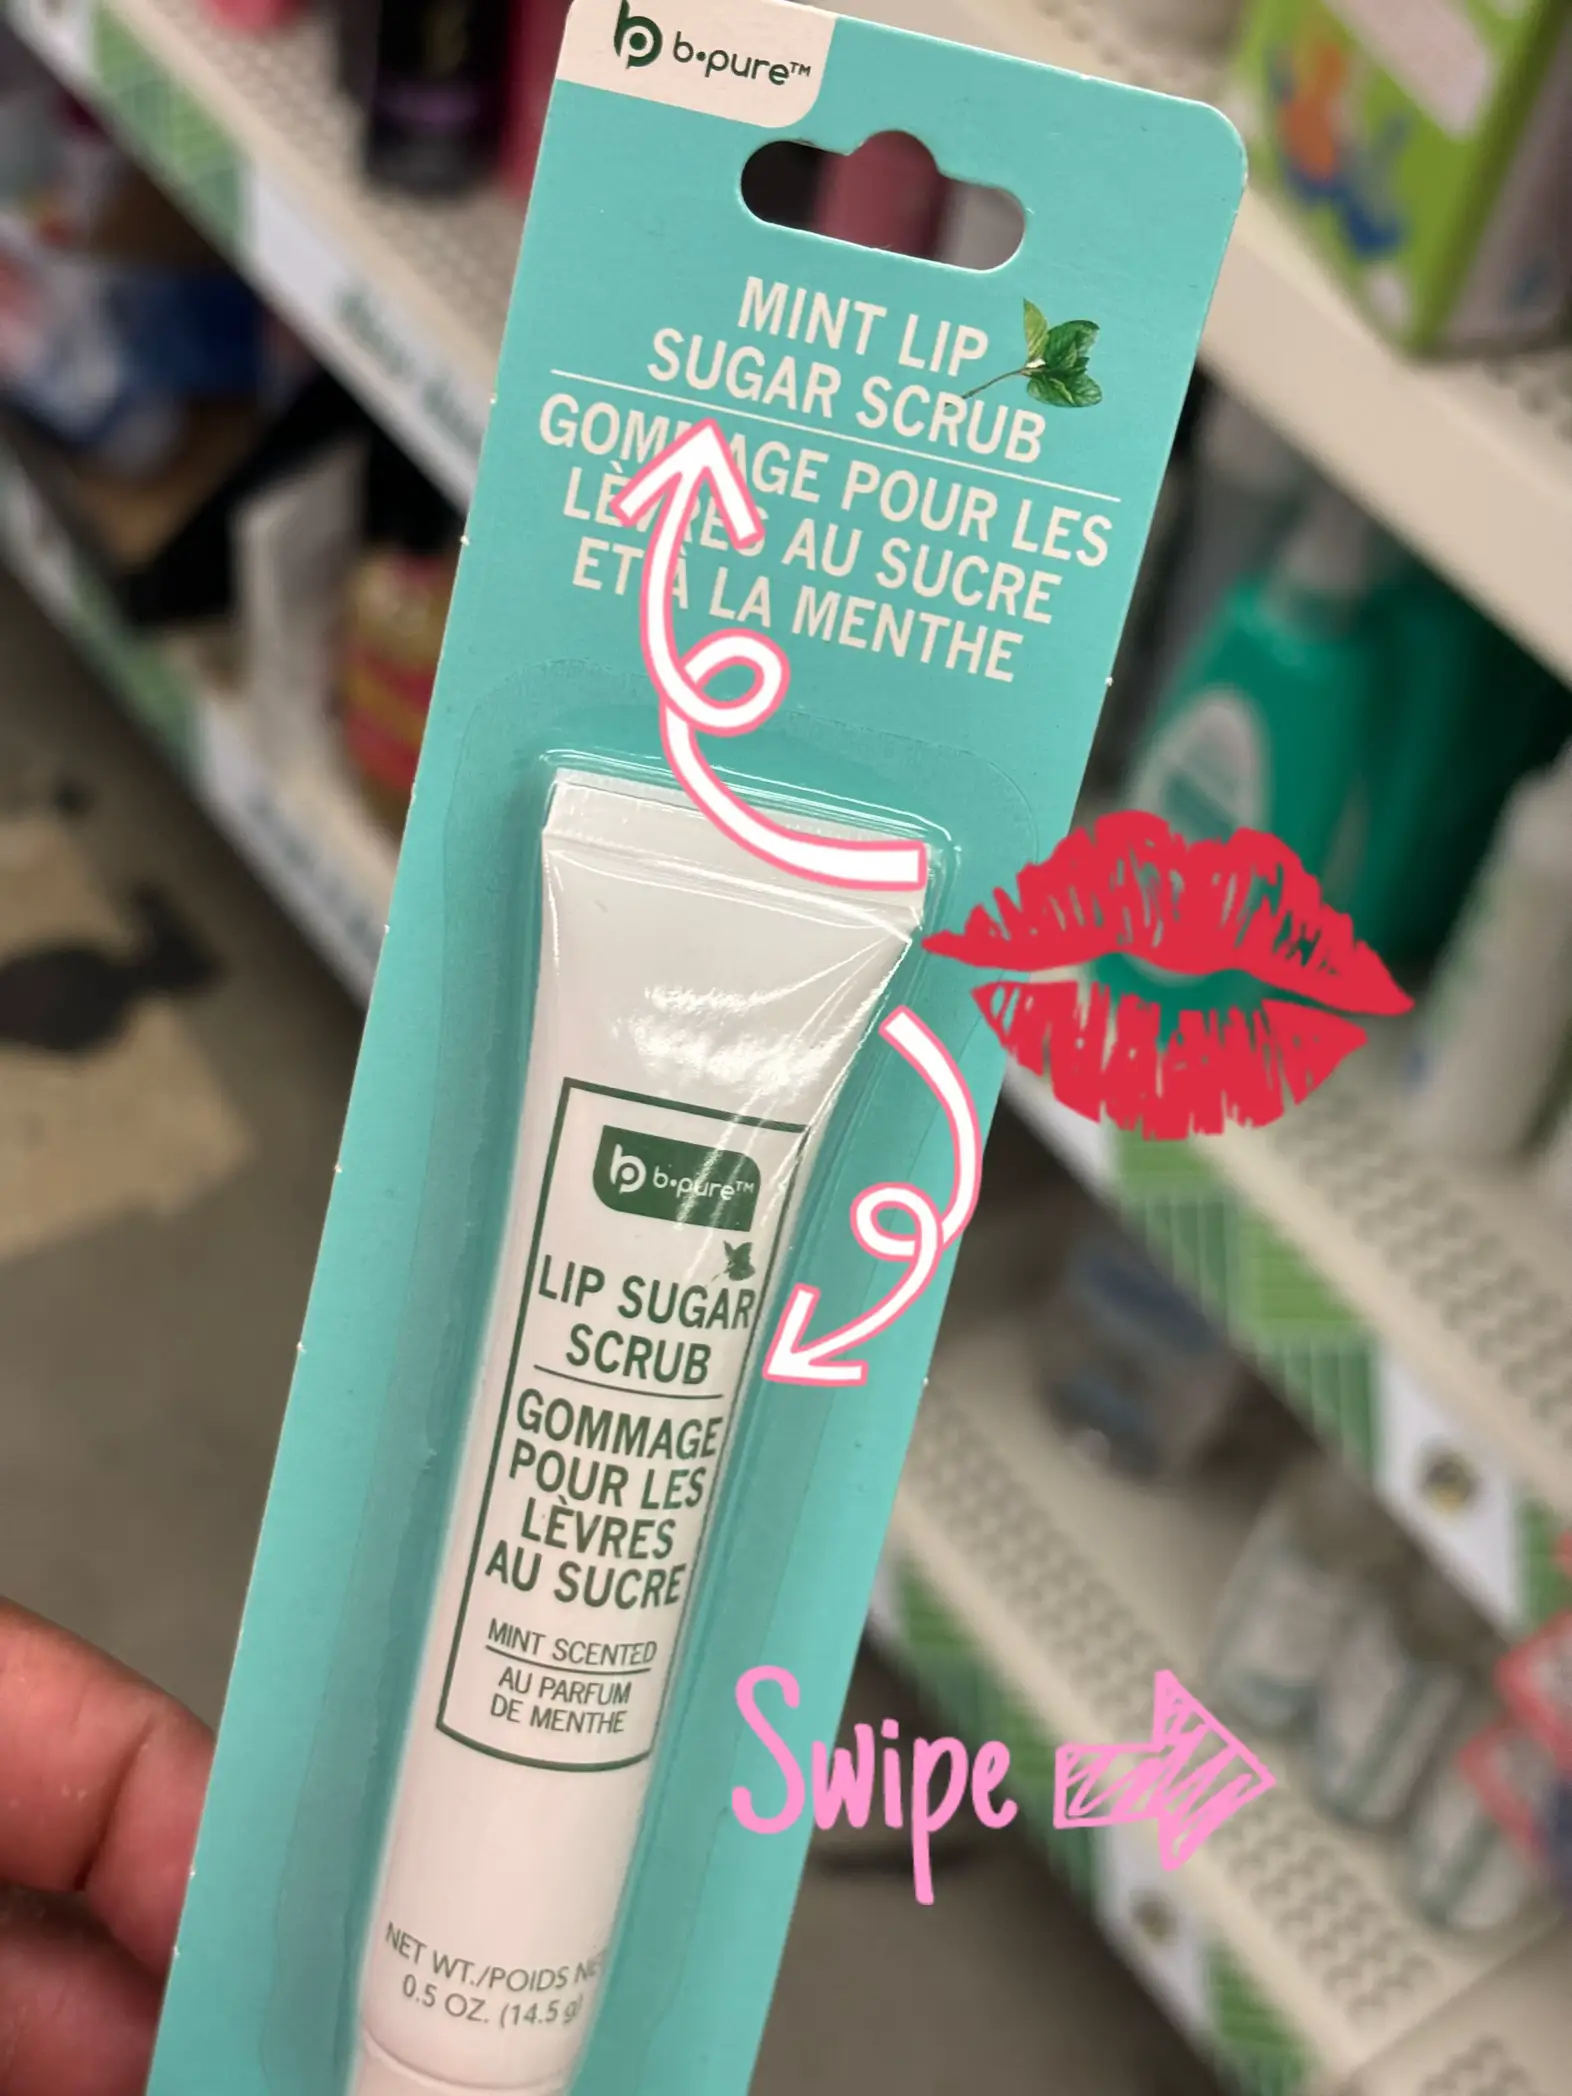 b•pure™
MINT LIP
SUGAR SCRUB
GOMMAGE POUR LES
LÈVRES AU SUCRE
ET À LA MENTHE
b•pure™
LIP SUGAR
SCRUB
GOMMAGE
POUR LES
LÈVRES
AU SUCRE
MINT SCENTED
AU PARFUM
DE MENTHE
Swipe
NET WT./POIDS
0.5 OZ. (14.5 g)